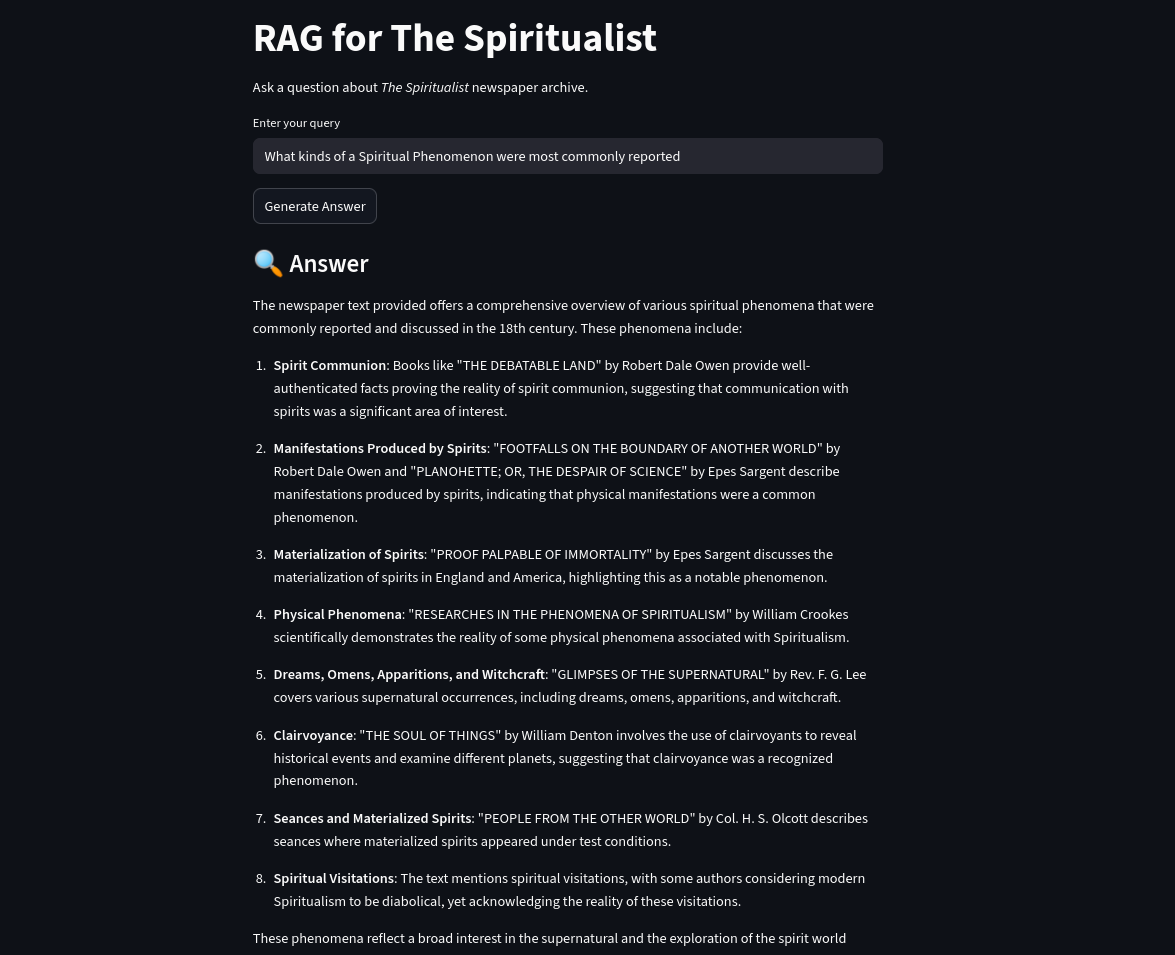 RAG for The Spiritualist
Ask a question about The Spiritualist newspaper archive.
Enter your query
What kinds of a Spiritual Phenomenon were most commonly reported
Generate Answer
Answer
The newspaper text provided offers a comprehensive overview of various spiritual phenomena that were
commonly reported and discussed in the 18th century. These phenomena include:
1. Spirit Communion: Books like "THE DEBATABLE LAND" by Robert Dale Owen provide well-
authenticated facts proving the reality of spirit communion, suggesting that communication with
spirits was a significant area of interest.
2. Manifestations Produced by Spirits: "FOOTFALLS ON THE BOUNDARY OF ANOTHER WORLD" by
Robert Dale Owen and "PLANOHETTE; OR, THE DESPAIR OF SCIENCE" by Epes Sargent describe
manifestations produced by spirits, indicating that physical manifestations were a common
phenomenon.
3. Materialization of Spirits: "PROOF PALPABLE OF IMMORTALITY" by Epes Sargent discusses the
materialization of spirits in England and America, highlighting this as a notable phenomenon.
4. Physical Phenomena: "RESEARCHES IN THE PHENOMENA OF SPIRITUALISM" by William Crookes
scientifically demonstrates the reality of some physical phenomena associated with Spiritualism.
5. Dreams, Omens, Apparitions, and Witchcraft: "GLIMPSES OF THE SUPERNATURAL" by Rev. F. G. Lee
covers various supernatural occurrences, including dreams, omens, apparitions, and witchcraft.
6. Clairvoyance: "THE SOUL OF THINGS" by William Denton involves the use of clairvoyants to reveal
historical events and examine different planets, suggesting that clairvoyance was a recognized
phenomenon.
7. Seances and Materialized Spirits: "PEOPLE FROM THE OTHER WORLD" by Col. H. S. Olcott describes
seances where materialized spirits appeared under test conditions.
8. Spiritual Visitations: The text mentions spiritual visitations, with some authors considering modern
Spiritualism to be diabolical, yet acknowledging the reality of these visitations.
These phenomena reflect a broad interest in the supernatural and the exploration of the spirit world